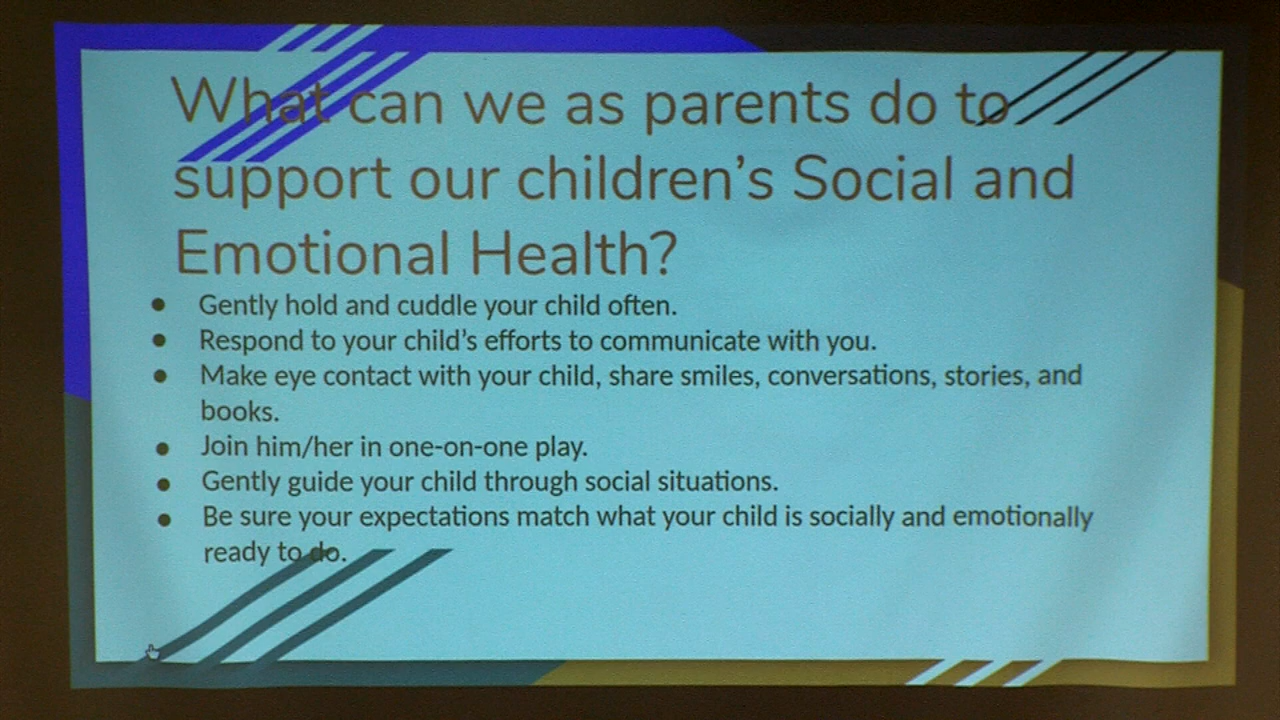 What can we as parents do to
support our children’s Social and
Emotional Health?
● Gently hold and cuddle your child often.
● Respond to your child’s efforts to communicate with you.
● Make eye contact with your child, share smiles, conversations, stories, and
books.
● Join him/her in one-on-one play.
● Gently guide your child through social situations.
● Be sure your expectations match what your child is socially and emotionally
ready to do.